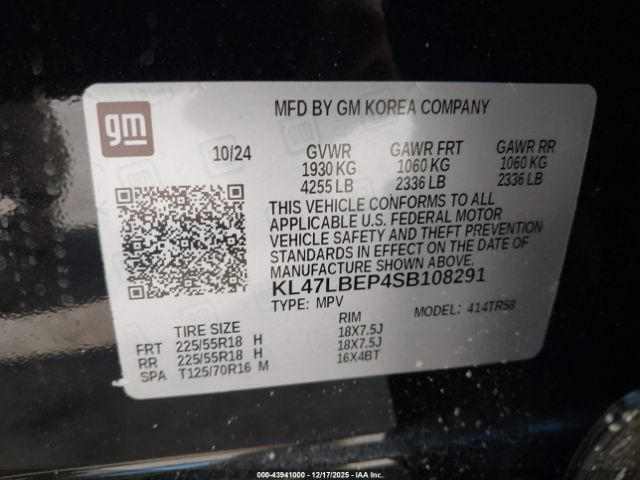 gm
MFD BY GM KOREA COMPANY
10/24 GVWR GAWR FRT GAWR RR
1930 KG 1060 KG 1060 KG
4255 LB 2336 LB 2336 LB
THIS VEHICLE CONFORMS TO ALL
APPLICABLE U.S. FEDERAL MOTOR
VEHICLE SAFETY AND THEFT PREVENTION
STANDARDS IN EFFECT ON THE DATE OF
MANUFACTURE SHOWN ABOVE.
KL47LBEP4SB108291
TYPE: MPV MODEL: 414TR58
TIRE SIZE RIM
FRT 225/55R18 H 18X7.5J
RR 225/55R18 H 18X7.5J
SPA T125/70R16 M 16X4BT
000-43941000 - 12/17/2025 - IAA Inc.